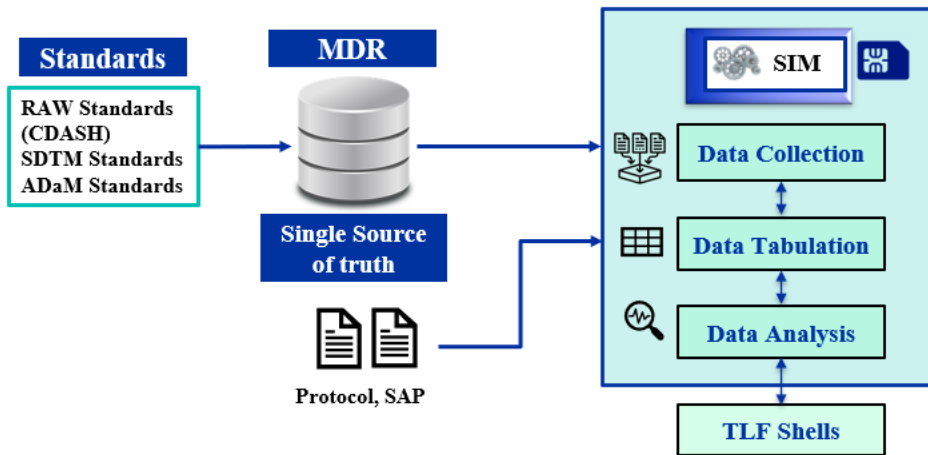 Standards
RAW Standards
(CDASH)
SDTM Standards
ADaM Standards
MDR
Single Source
of truth
Protocol, SAP
SIM
Data Collection
Data Tabulation
Data Analysis
TLF Shells